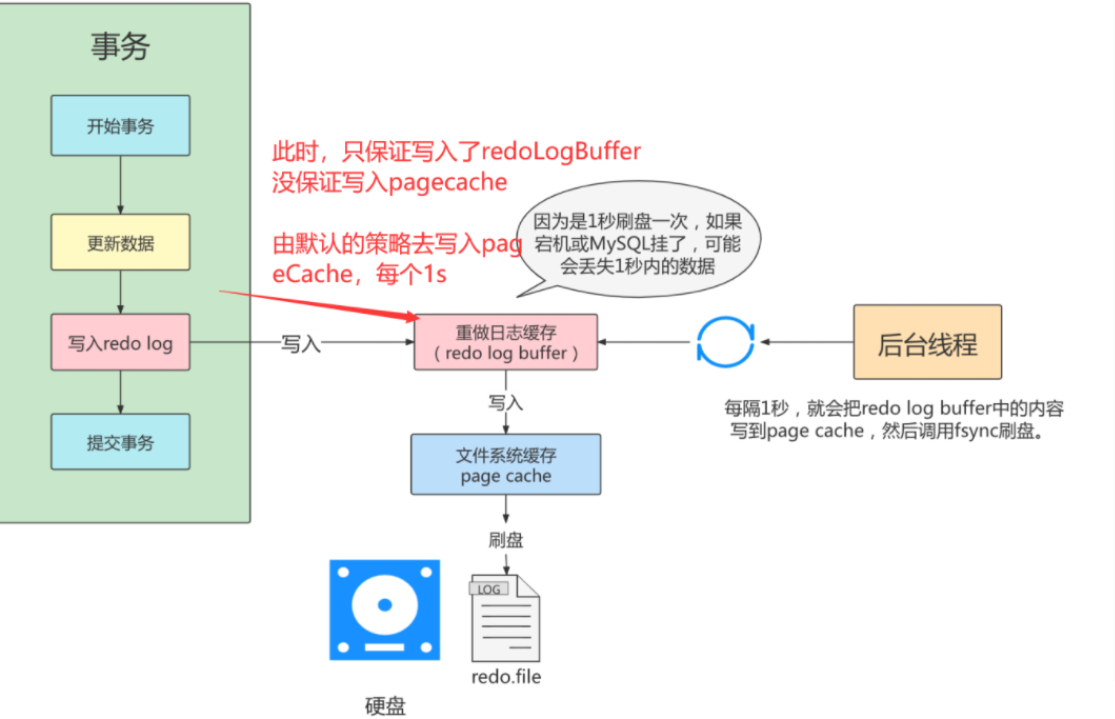 事务
开始事务
更新数据
写入redo log
提交事务
此时，只保证写入了redoLogBuffer
没保证写入pagecache
由默认的策略去写入pag
eCache，每个1s
因为是1秒刷盘一次，如果
宕机或MySQL挂了，可能
会丢失1秒内的数据
写入
重做日志缓存
（redo log buffer）
后台线程
每隔1秒，就会把redo log buffer中的内容
写到page cache，然后调用fsync刷盘。
写入
文件系统缓存
page cache
刷盘
LOG
redo.file
硬盘